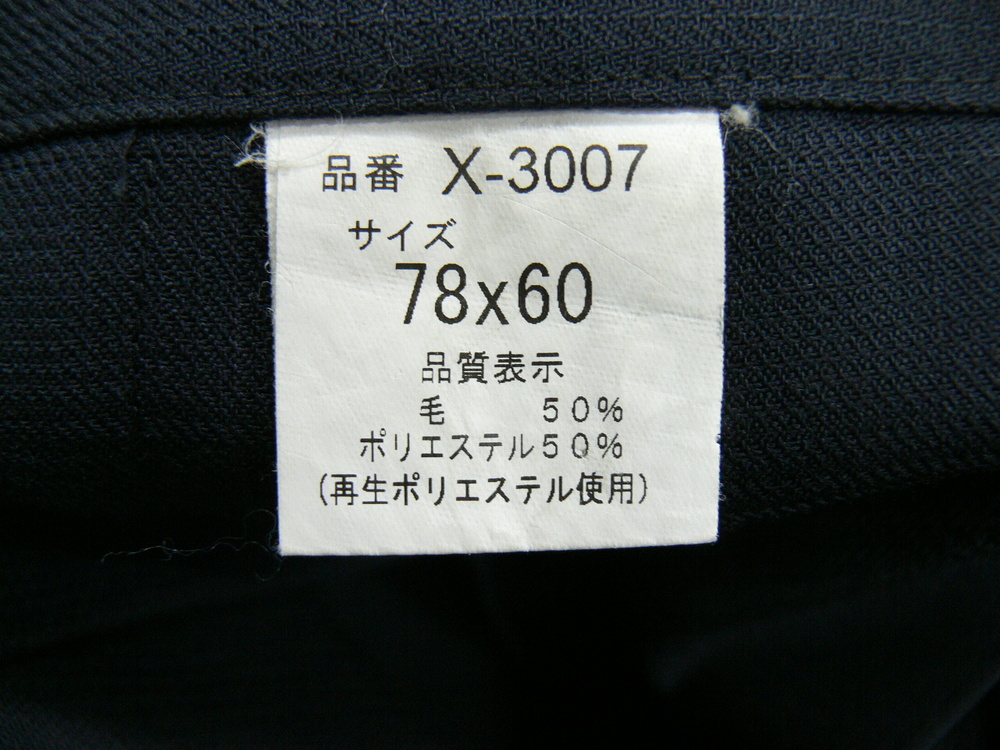 品番 X-3007
サイズ
78x60
品質表示
毛 50%
ポリエステル50%
(再生ポリエステル使用)